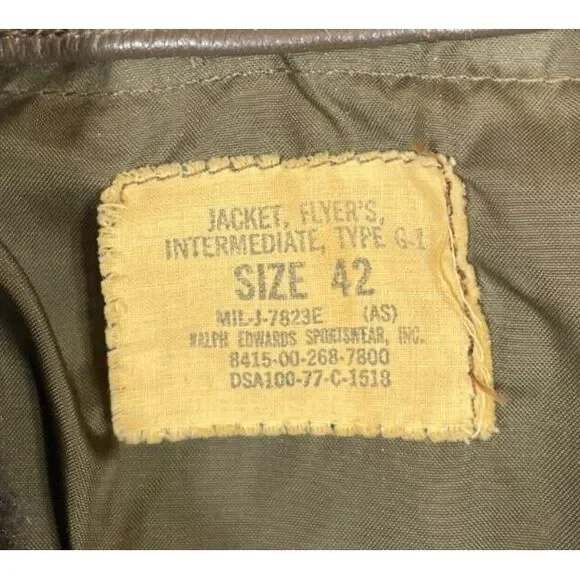 JACKET, FLYER'S,
INTERMEDIATE, TYPE G-1
SIZE 42
MIL-J-7823E (AS)
RALPH EDWARDS SPORTSWEAR, INC.
8415-00-268-7800
DSA100-77-C-1518